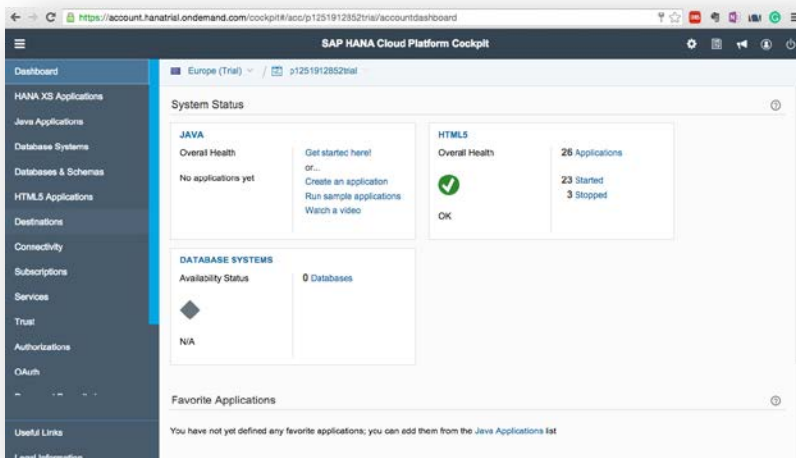 https://account.hanatrial.ondemand.com/cockpit#/acc/p1251912852trial/accountdashboard
SAP HANA Cloud Platform Cockpit
Dashboard
HANA XS Applications
Java Applications
Database Systems
Databases & Schemas
HTML5 Applications
Destinations
Connectivity
Subscriptions
Services
Trust
Authorizations
OAuth
Useful Links
Legal Information
Europe (Trial) / p1251912852trial
System Status
JAVA
Overall Health
No applications yet
Get started here!
or...
Create an application
Run sample applications
Watch a video
HTML5
Overall Health
OK
26 Applications
23 Started
3 Stopped
DATABASE SYSTEMS
Availability Status
N/A
0 Databases
Favorite Applications
You have not yet defined any favorite applications; you can add them from the Java Applications list